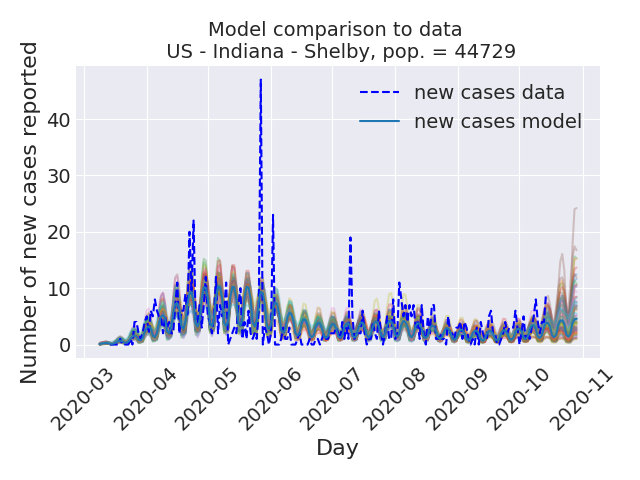 Model comparison to data
US - Indiana - Shelby, pop. = 44729
Number of new cases reported
40
30
20
10
0
new cases data
new cases model
2020-03
2020-04
2020-05
2020-06
2020-07
2020-08
2020-09
2020-10
2020-11
Day